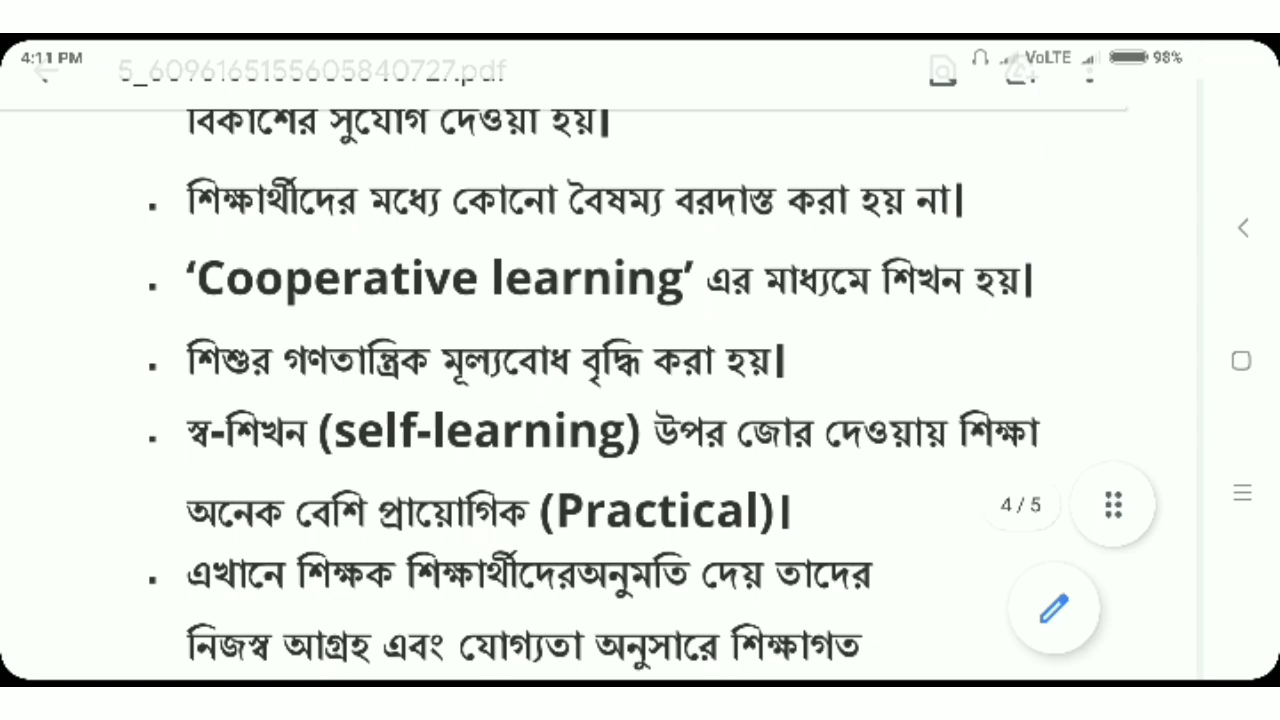 4:11 PM
VoLTE 98%
5_6096165155605840727.pdf
বিকাশের সুযোগ দেওয়া হয়।
. শিক্ষার্থীদের মধ্যে কোনো বৈষম্য বরদাস্ত করা হয় না।
. ‘Cooperative learning’ এর মাধ্যমে শিখন হয়।
. শিশুর গণতান্ত্রিক মূল্যবোধ বৃদ্ধি করা হয়।
. স্ব-শিখন (self-learning) উপর জোর দেওয়ায় শিক্ষা
অনেক বেশি প্রায়োগিক (Practical)।
4 / 5
. এখানে শিক্ষক শিক্ষার্থীদেরঅনুমতি দেয় তাদের
নিজস্ব আগ্রহ এবং যোগ্যতা অনুসারে শিক্ষাগত